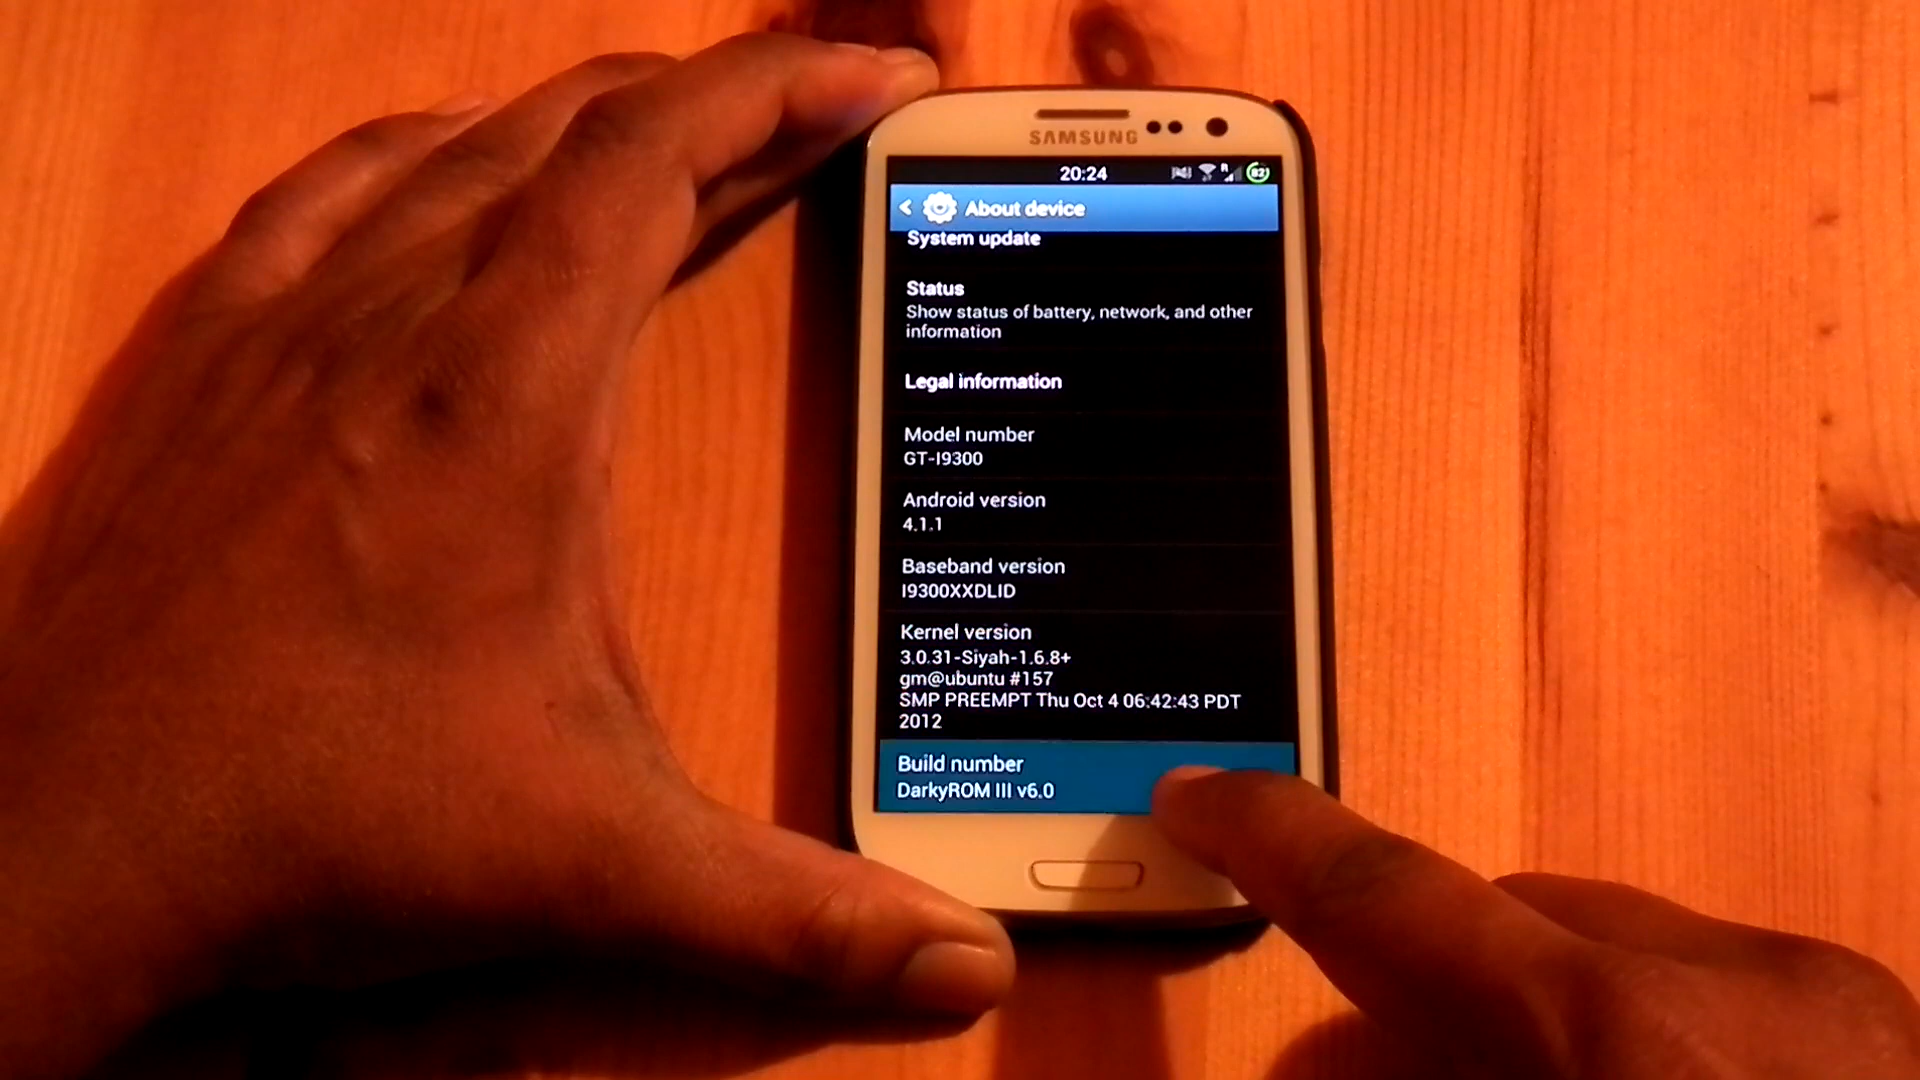 SAMSUNG
20:24
82
About device
System update
Status
Show status of battery, network, and other
information
Legal information
Model number
GT-I9300
Android version
4.1.1
Baseband version
I9300XXDLID
Kernel version
3.0.31-Siyah-1.6.8+
gm@ubuntu #157
SMP PREEMPT Thu Oct 4 06:42:43 PDT
2012
Build number
DarkyROM III v6.0